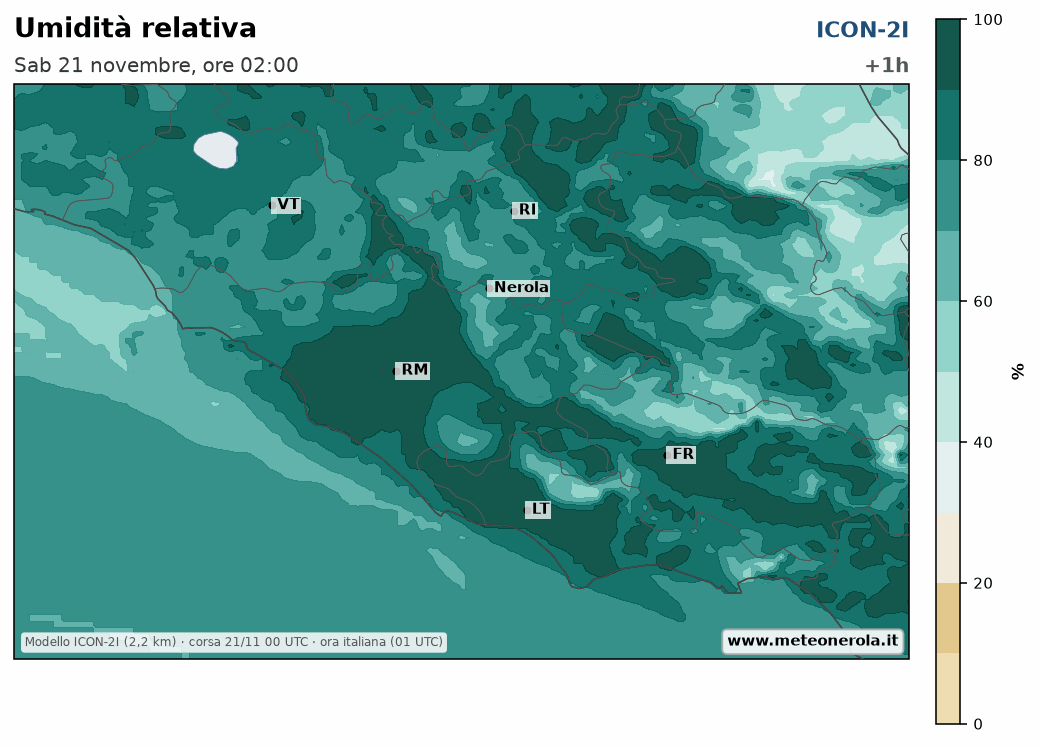 Umidità relativa
ICON-2I
Sab 21 novembre, ore 02:00
+1h
100
80
60
40
20
0
%
VT
RI
Nerola
RM
FR
LT
Modello ICON-2I (2,2 km) · corsa 21/11 00 UTC · ora italiana (01 UTC)
www.meteonerola.it